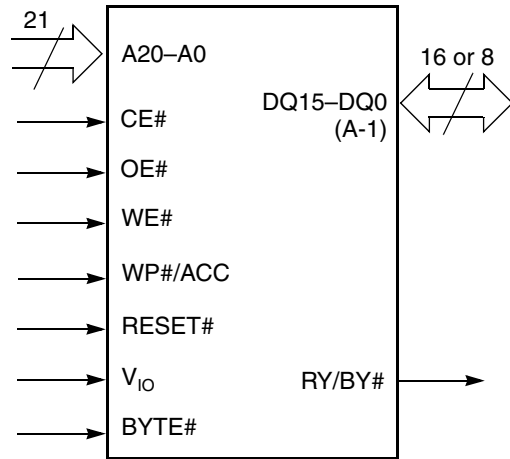 21
A20–A0
16 or 8
DQ15–DQ0
(A-1)
CE#
OE#
WE#
WP#/ACC
RESET#
VIO
RY/BY#
BYTE#